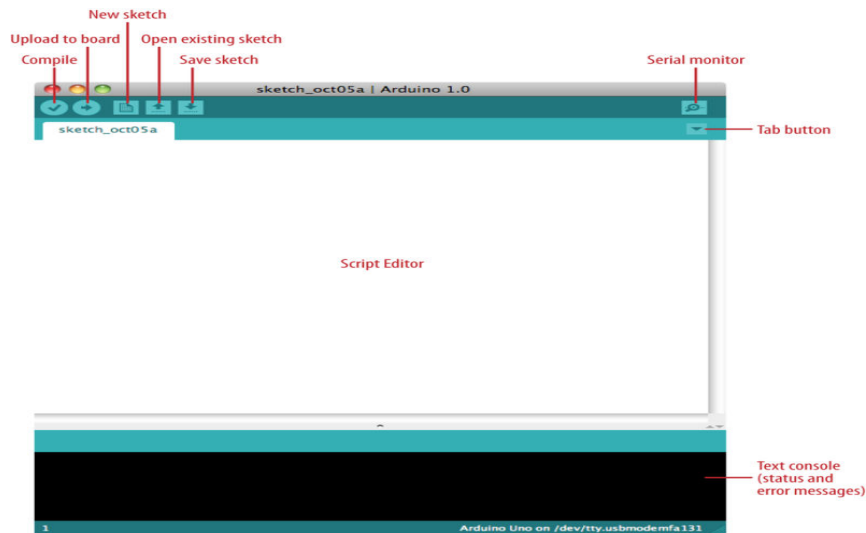 New sketch
Upload to board
Open existing sketch
Compile
Save sketch
Serial monitor
sketch_oct05a | Arduino 1.0
sketch_oct05a
Tab button
Script Editor
Text console
(status and
error messages)
1
Arduino Uno on /dev/tty.usbmodemfa131